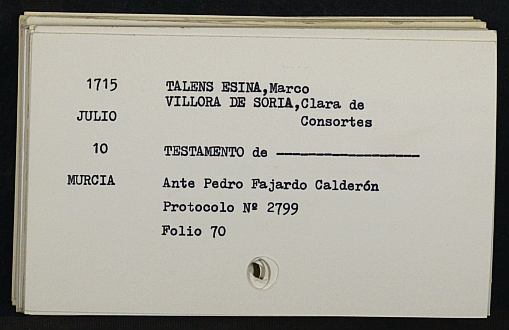 1715 TALENS ESINA,Marco
VILLORA DE SORIA,Clara de
JULIO Consortes
10 TESTAMENTO de ------------------
MURCIA Ante Pedro Fajardo Calderón
Protocolo Nº 2799
Folio 70